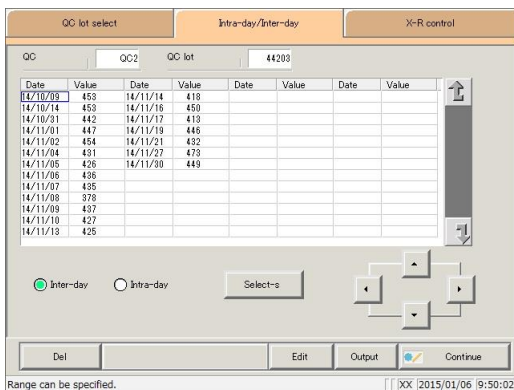 QC lot select Intra-day/Inter-day X-R control
QC QC2 QC lot 44203
Date Value Date Value Date Value Date Value
14/10/09 453 14/11/14 418
14/10/14 453 14/11/16 450
14/10/31 442 14/11/17 413
14/11/01 447 14/11/19 446
14/11/02 454 14/11/21 432
14/11/04 431 14/11/27 473
14/11/05 426 14/11/30 449
14/11/06 436
14/11/07 435
14/11/08 378
14/11/09 437
14/11/10 427
14/11/13 425
Inter-day Intra-day Select-s
Del Edit Output Continue
Range can be specified. XX 2015/01/06 9:50:02